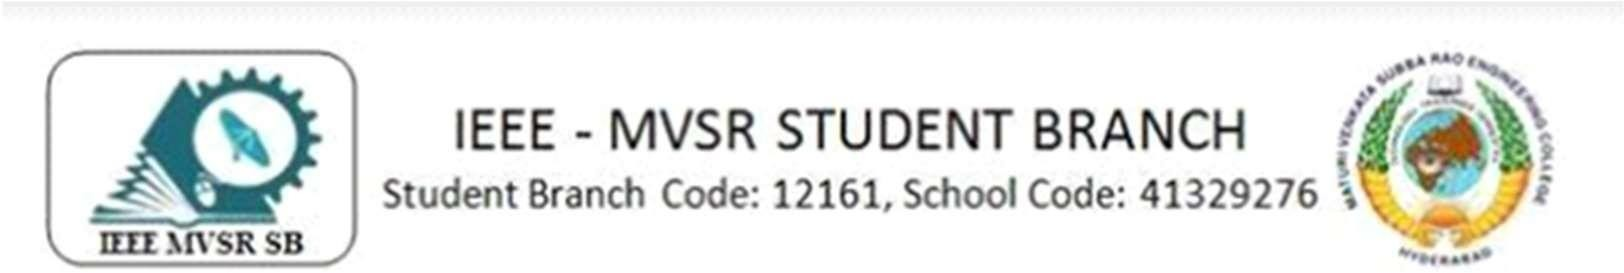 IEEE - MVSR STUDENT BRANCH
Student Branch Code: 12161, School Code: 41329276
IEEE MVSR SB
MATURI VENKATA SUBBA RAO ENGINEERING COLLEGE
HYDERABAD